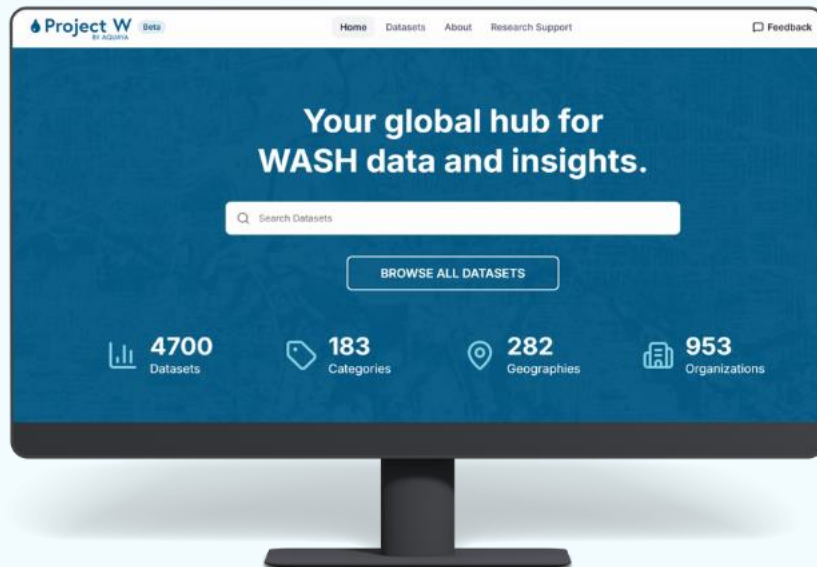 Project W Beta
BY AQUAYA
Home Datasets About Research Support
Feedback
Your global hub for
WASH data and insights.
Search Datasets
BROWSE ALL DATASETS
4700
Datasets
183
Categories
282
Geographies
953
Organizations